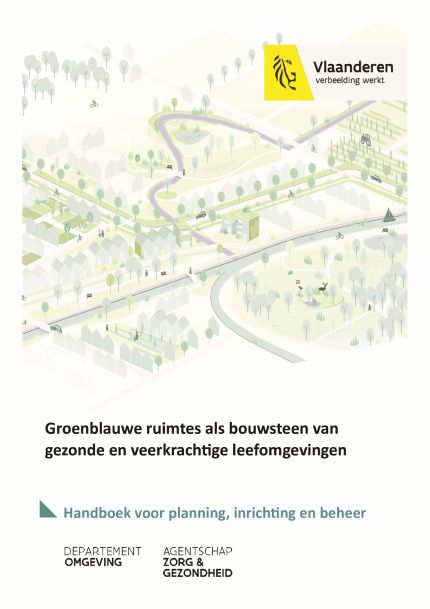 Vlaanderen
verbeelding werkt
Groenblauwe ruimtes als bouwsteen van
gezonde en veerkrachtige leefomgevingen
Handboek voor planning, inrichting en beheer
DEPARTEMENT
OMGEVING
AGENTSCHAP
ZORG &
GEZONDHEID